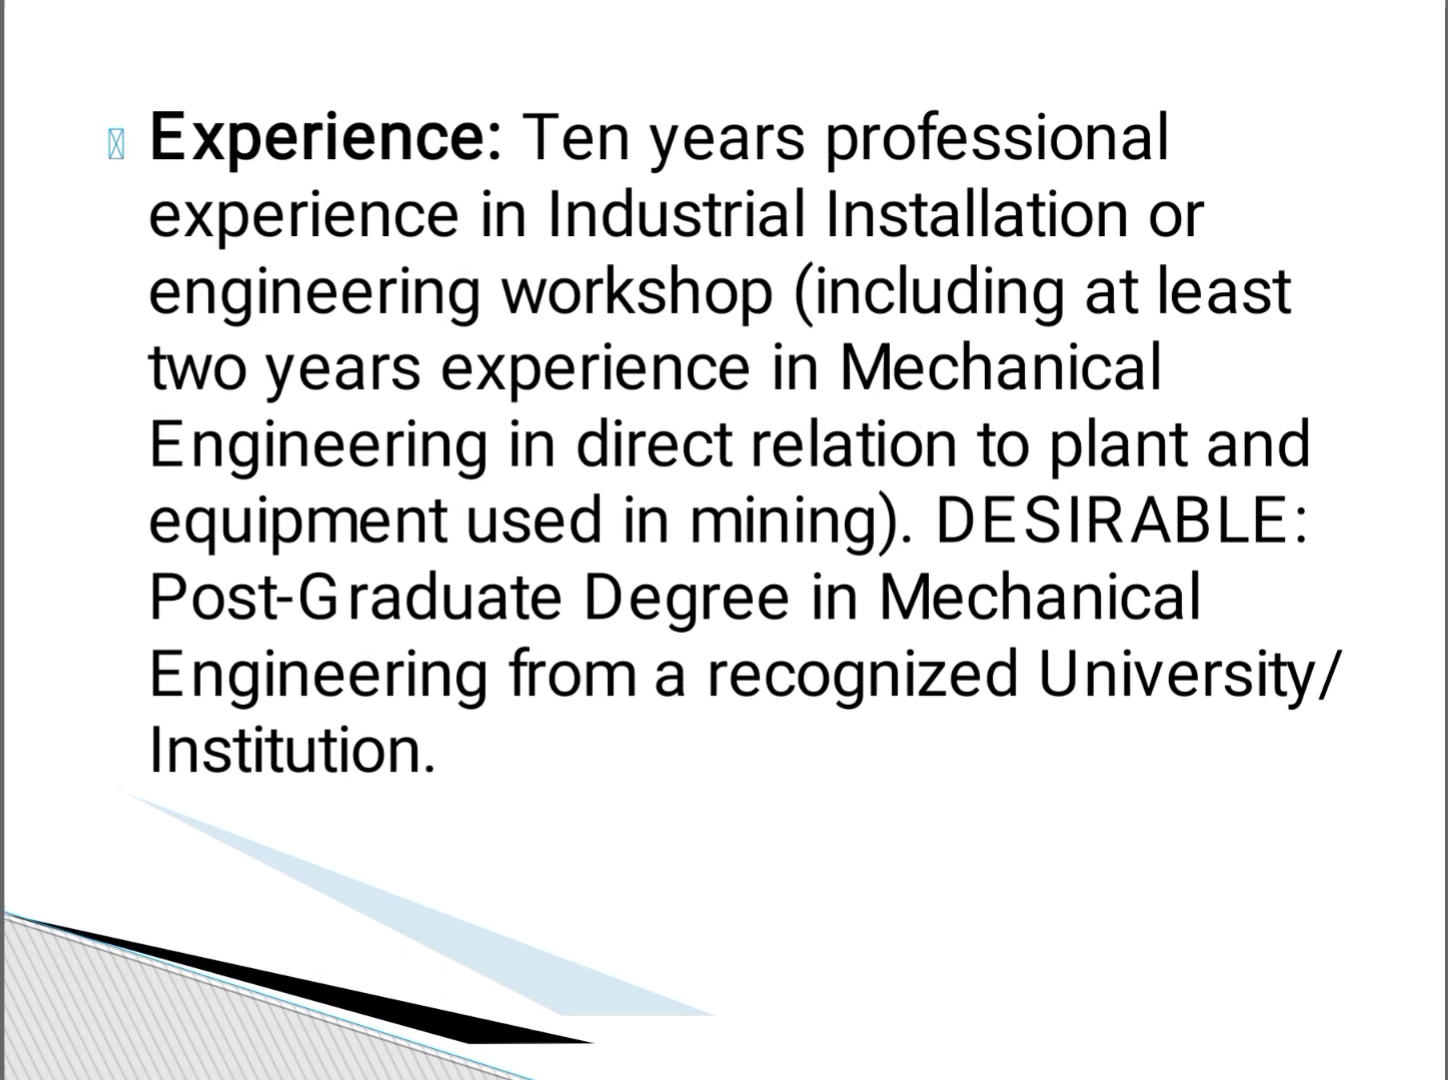 Experience: Ten years professional
experience in Industrial Installation or
engineering workshop (including at least
two years experience in Mechanical
Engineering in direct relation to plant and
equipment used in mining). DESIRABLE:
Post-Graduate Degree in Mechanical
Engineering from a recognized University/
Institution.